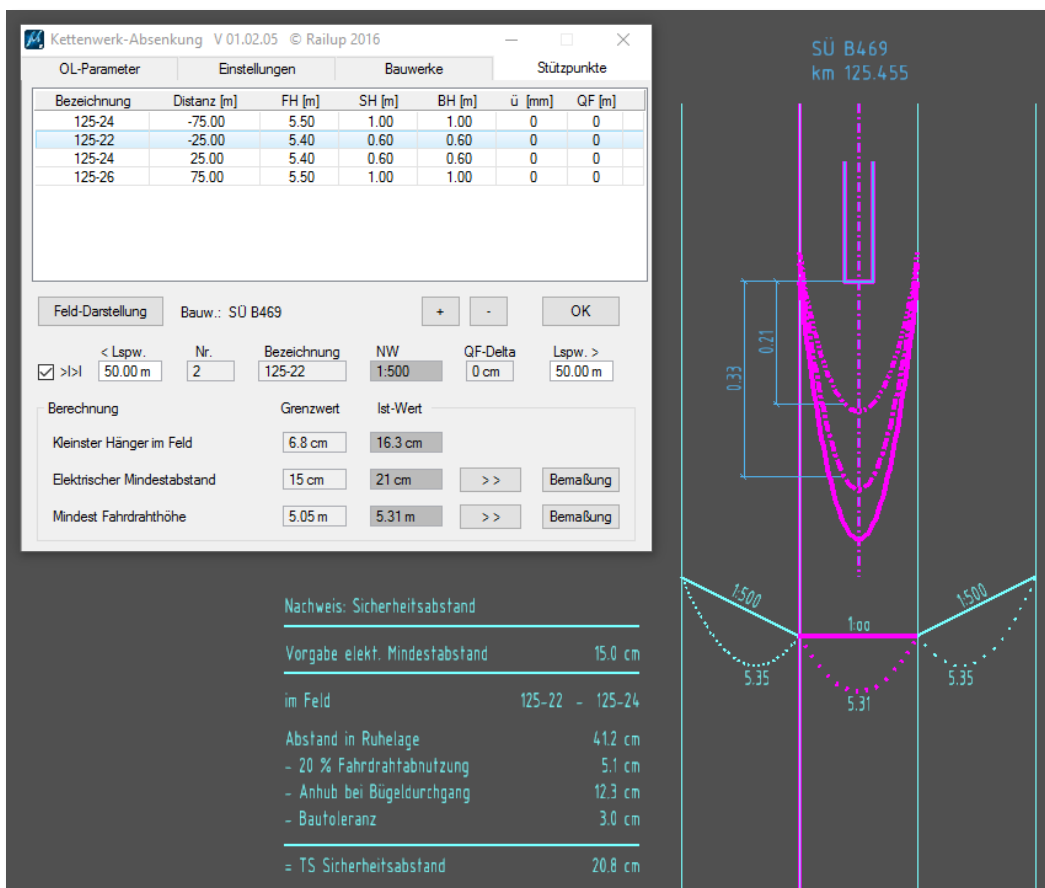 Kettenwerk-Absenkung V 01.02.05 © Railup 2016
OL-Parameter Einstellungen Bauwerke Stützpunkte
Bezeichnung Distanz [m] FH [m] SH [m] BH [m] ü [mm] QF [m]
125-24 -75.00 5.50 1.00 1.00 0 0
125-22 -25.00 5.40 0.60 0.60 0 0
125-24 25.00 5.40 0.60 0.60 0 0
125-26 75.00 5.50 1.00 1.00 0 0
Feld-Darstellung Bauw.: SÜ B469 + - OK
< Lspw. Nr. Bezeichnung NW QF-Delta Lspw. >
>|>| 50.00 m 2 125-22 1:500 0 cm 50.00 m
Berechnung Grenzwert Ist-Wert
Kleinster Hänger im Feld 6.8 cm 16.3 cm
Elektrischer Mindestabstand 15 cm 21 cm >> Bemaßung
Mindest Fahrdrahthöhe 5.05 m 5.31 m >> Bemaßung
SÜ B469
km 125.455
0.21
0.33
1:500 1:oo 1:500
5.35 5.31 5.35
Nachweis: Sicherheitsabstand
Vorgabe elekt. Mindestabstand 15.0 cm
im Feld 125-22 - 125-24
Abstand in Ruhelage 41.2 cm
- 20 % Fahrdrahtabnutzung 5.1 cm
- Anhub bei Bügeldurchgang 12.3 cm
- Bautoleranz 3.0 cm
= TS Sicherheitsabstand 20.8 cm